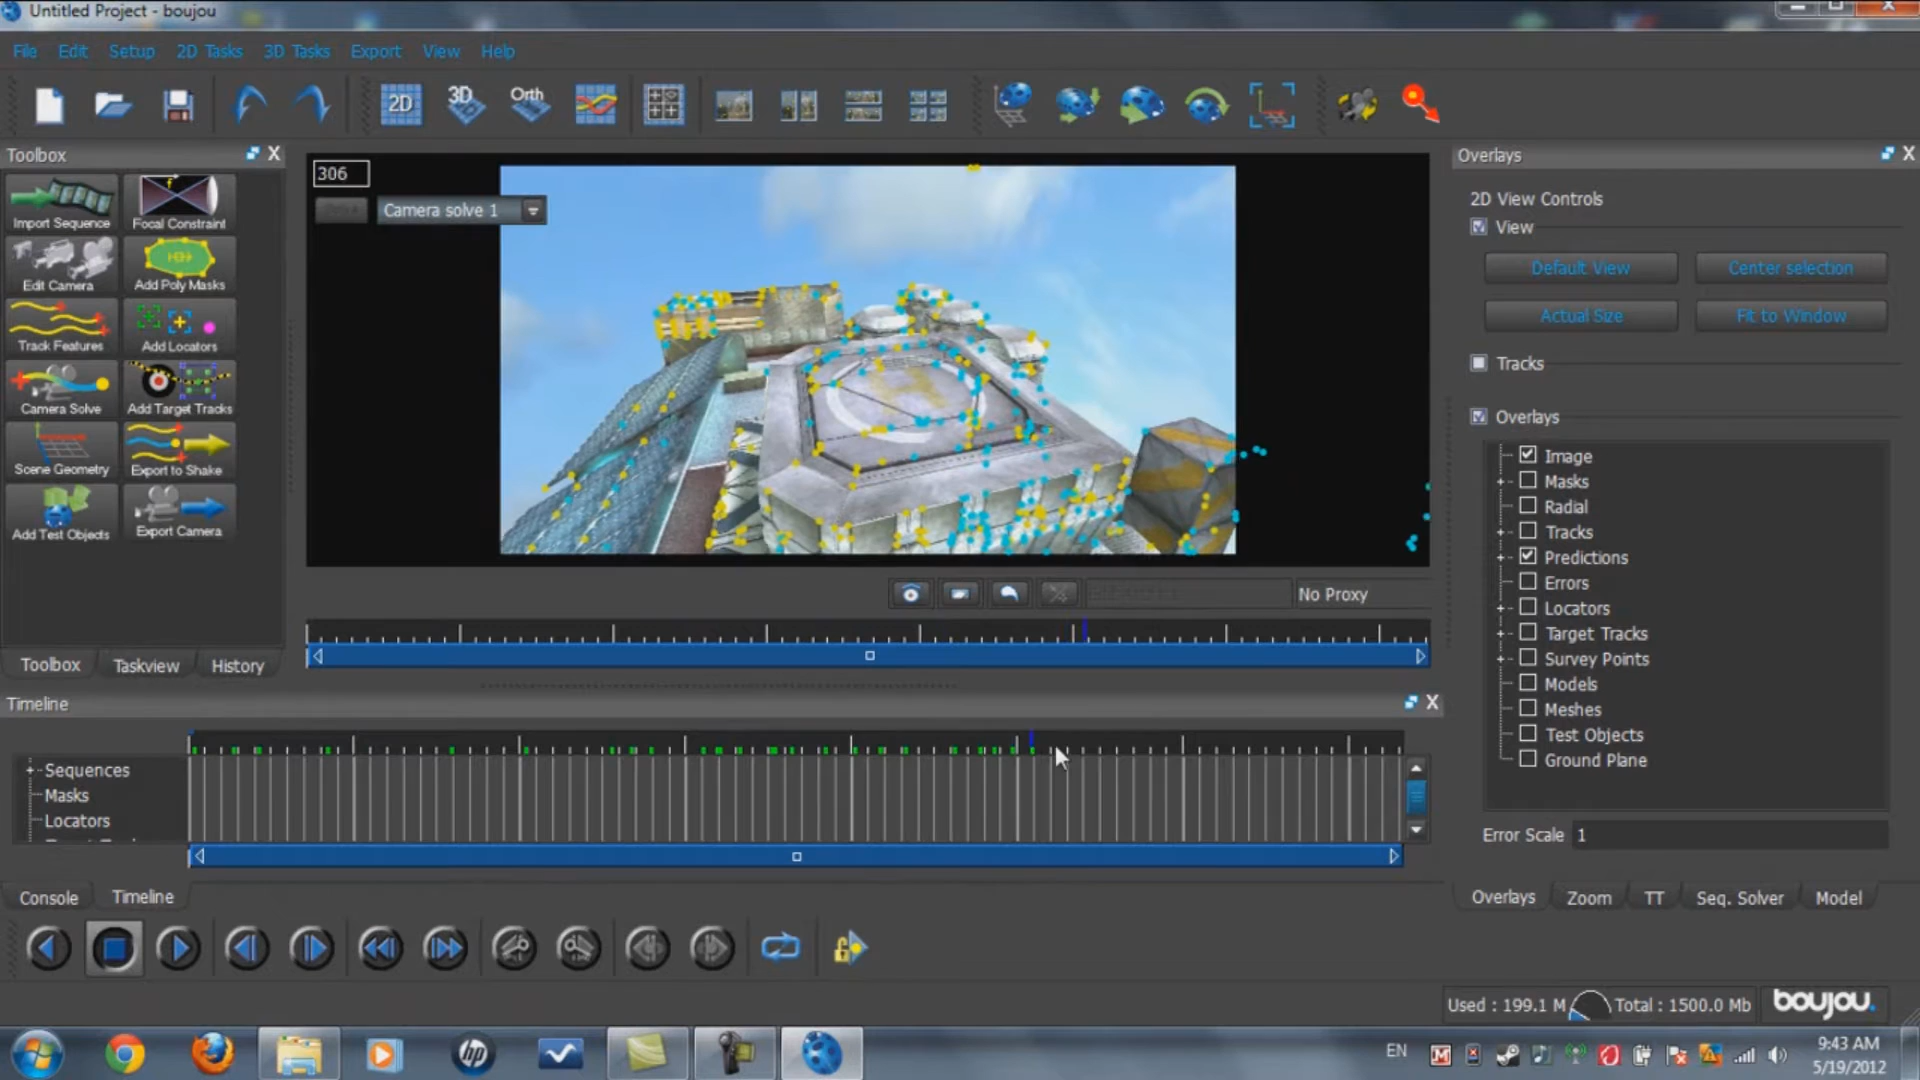 Untitled Project - boujou
File Edit Setup 2D Tasks 3D Tasks Export View Help
2D 3D Orth
Toolbox
Import Sequence Focal Constraint
Edit Camera Add Poly Masks
Track Features Add Locators
Camera Solve Add Target Tracks
Scene Geometry Export to Shake
Add Test Objects Export Camera
Toolbox Taskview History
306
Camera solve 1
No Proxy
Overlays
2D View Controls
View
Default View Center selection
Actual Size Fit to Window
Tracks
Overlays
Image
Masks
Radial
Tracks
Predictions
Errors
Locators
Target Tracks
Survey Points
Models
Meshes
Test Objects
Ground Plane
Error Scale 1
Overlays Zoom TT Seq. Solver Model
Timeline
Sequences
Masks
Locators
Console Timeline
Used : 199.1 M Total : 1500.0 Mb boujou.
hp
EN
9:43 AM
5/19/2012